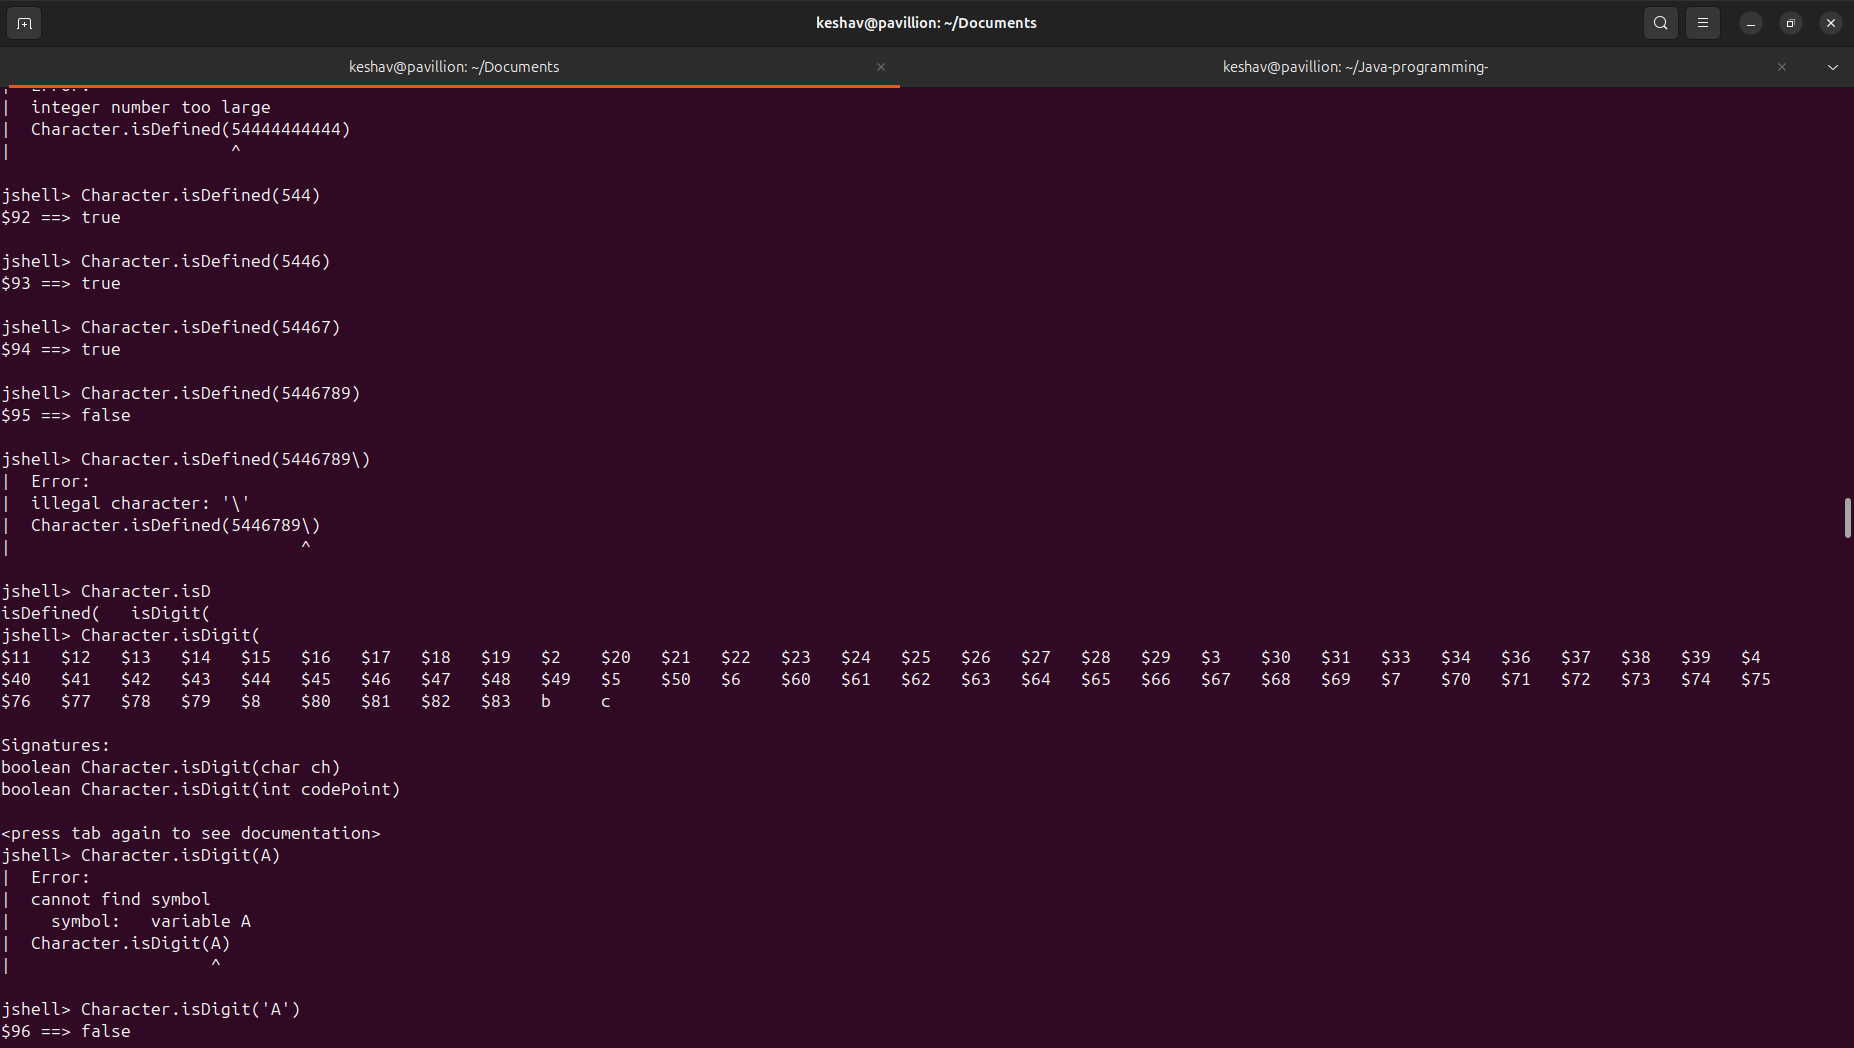 keshav@pavillion: ~/Documents
keshav@pavillion: ~/Documents
keshav@pavillion: ~/Java-programming-
| Error:
| integer number too large
| Character.isDefined(54444444444)
| ^
jshell> Character.isDefined(544)
$92 ==> true
jshell> Character.isDefined(5446)
$93 ==> true
jshell> Character.isDefined(54467)
$94 ==> true
jshell> Character.isDefined(5446789)
$95 ==> false
jshell> Character.isDefined(5446789\)
| Error:
| illegal character: '\'
| Character.isDefined(5446789\)
| ^
jshell> Character.isD
isDefined( isDigit(
jshell> Character.isDigit(
$11 $12 $13 $14 $15 $16 $17 $18 $19 $2 $20 $21 $22 $23 $24 $25 $26 $27 $28 $29 $3 $30 $31 $33 $34 $36 $37 $38 $39 $4
$40 $41 $42 $43 $44 $45 $46 $47 $48 $49 $5 $50 $6 $60 $61 $62 $63 $64 $65 $66 $67 $68 $69 $7 $70 $71 $72 $73 $74 $75
$76 $77 $78 $79 $8 $80 $81 $82 $83 b c
Signatures:
boolean Character.isDigit(char ch)
boolean Character.isDigit(int codePoint)
<press tab again to see documentation>
jshell> Character.isDigit(A)
| Error:
| cannot find symbol
| symbol: variable A
| Character.isDigit(A)
| ^
jshell> Character.isDigit('A')
$96 ==> false